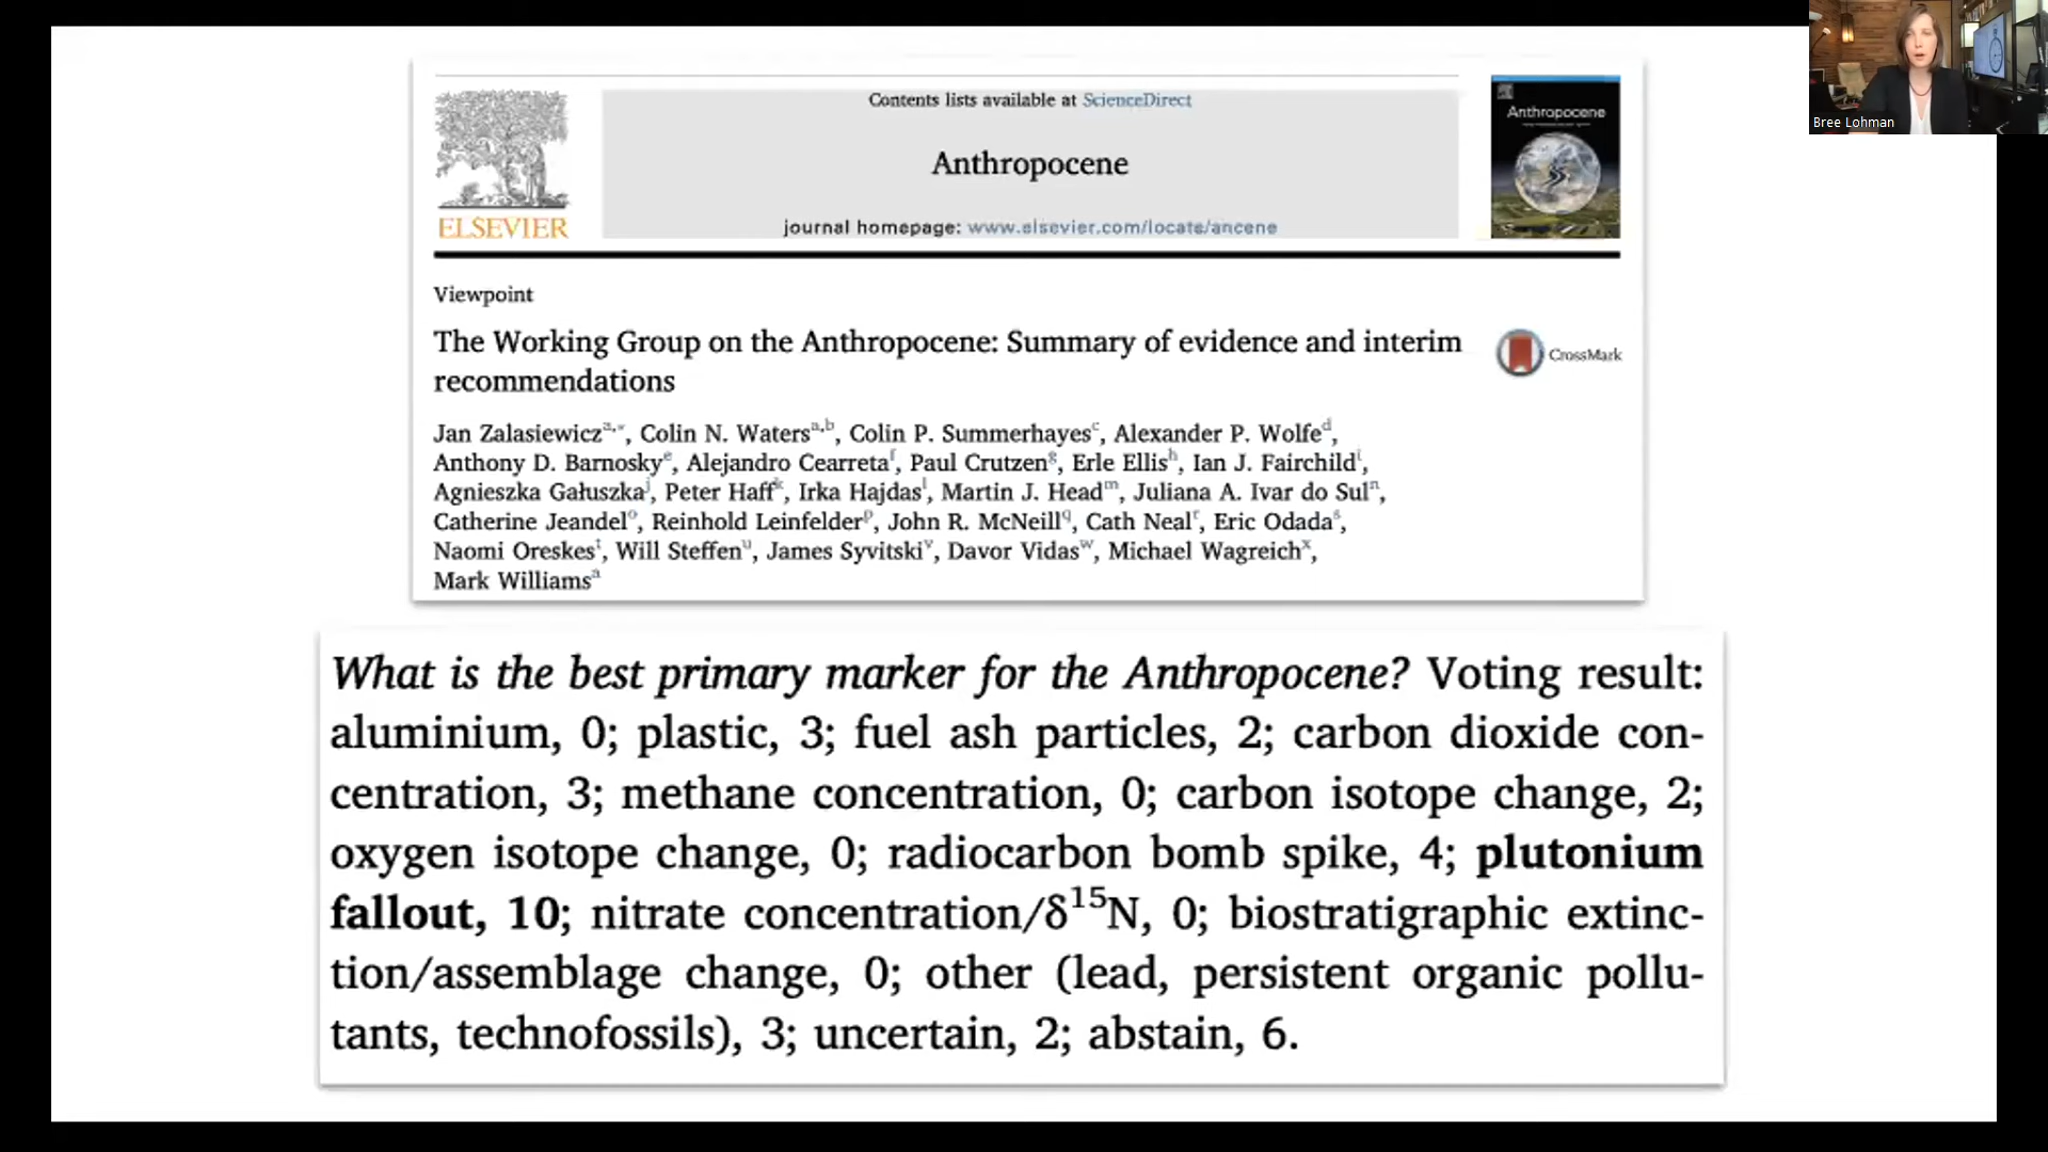 Contents lists available at ScienceDirect
Anthropocene
journal homepage: www.elsevier.com/locate/ancene
ELSEVIER
Anthropocene
Bree Lohman
Viewpoint
The Working Group on the Anthropocene: Summary of evidence and interim
recommendations
CrossMark
Jan Zalasiewicz^a,*, Colin N. Waters^a,b, Colin P. Summerhayes^c, Alexander P. Wolfe^d,
Anthony D. Barnosky^e, Alejandro Cearreta^f, Paul Crutzen^g, Erle Ellis^h, Ian J. Fairchild^i,
Agnieszka Gałuszka^j, Peter Haff^k, Irka Hajdas^l, Martin J. Head^m, Juliana A. Ivar do Sul^n,
Catherine Jeandel^o, Reinhold Leinfelder^p, John R. McNeill^q, Cath Neal^r, Eric Odada^s,
Naomi Oreskes^t, Will Steffen^u, James Syvitski^v, Davor Vidas^w, Michael Wagreich^x,
Mark Williams^a
What is the best primary marker for the Anthropocene? Voting result:
aluminium, 0; plastic, 3; fuel ash particles, 2; carbon dioxide con-
centration, 3; methane concentration, 0; carbon isotope change, 2;
oxygen isotope change, 0; radiocarbon bomb spike, 4; plutonium
fallout, 10; nitrate concentration/δ¹⁵N, 0; biostratigraphic extinc-
tion/assemblage change, 0; other (lead, persistent organic pollu-
tants, technofossils), 3; uncertain, 2; abstain, 6.